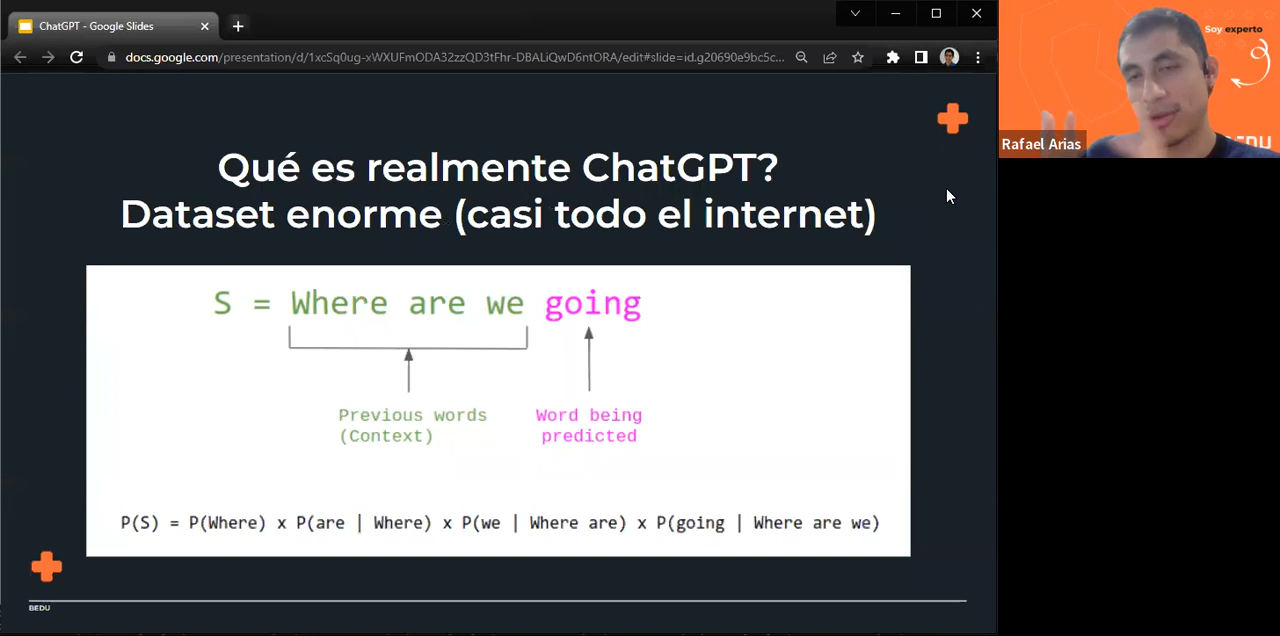 ChatGPT - Google Slides
docs.google.com/presentation/d/1xcSq0ug-xWXUFmODA32zzQD3tFhr-DBALiQwD6ntORA/edit#slide=id.g20690e9bc5c...
Soy experto
BEDU
Rafael Arias
Qué es realmente ChatGPT?
Dataset enorme (casi todo el internet)
S = Where are we going
Previous words
(Context)
Word being
predicted
P(S) = P(Where) x P(are | Where) x P(we | Where are) x P(going | Where are we)
BEDU